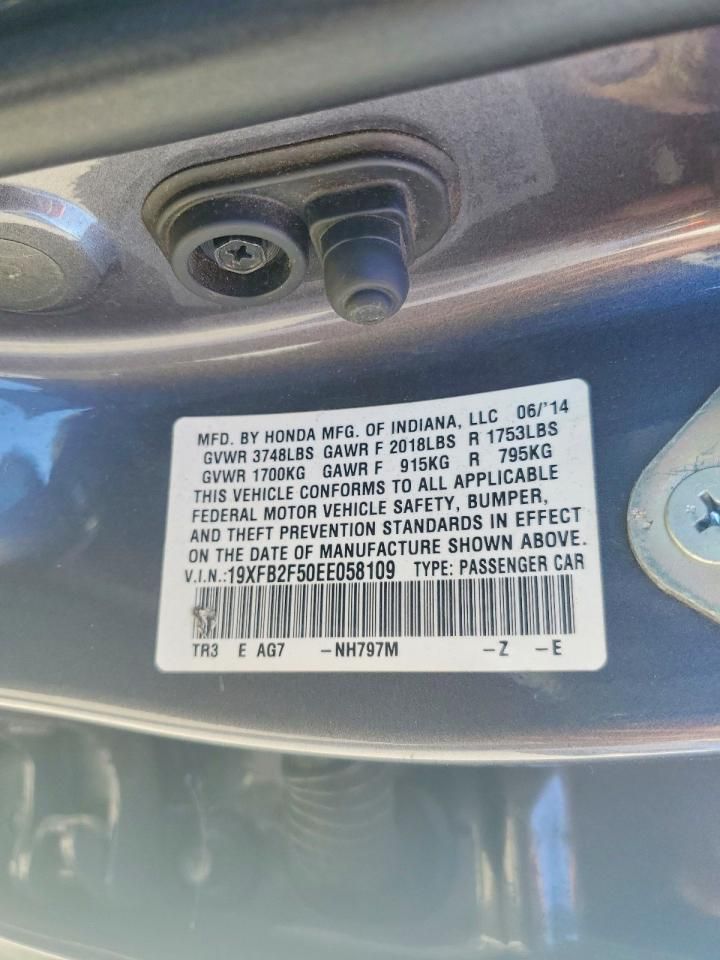 MFD. BY HONDA MFG. OF INDIANA, LLC 06/'14
GVWR 3748LBS GAWR F 2018LBS R 1753LBS
GVWR 1700KG GAWR F 915KG R 795KG
THIS VEHICLE CONFORMS TO ALL APPLICABLE
FEDERAL MOTOR VEHICLE SAFETY, BUMPER,
AND THEFT PREVENTION STANDARDS IN EFFECT
ON THE DATE OF MANUFACTURE SHOWN ABOVE.
V.I.N.:19XFB2F50EE058109 TYPE: PASSENGER CAR
TR3 E AG7 -NH797M -Z -E